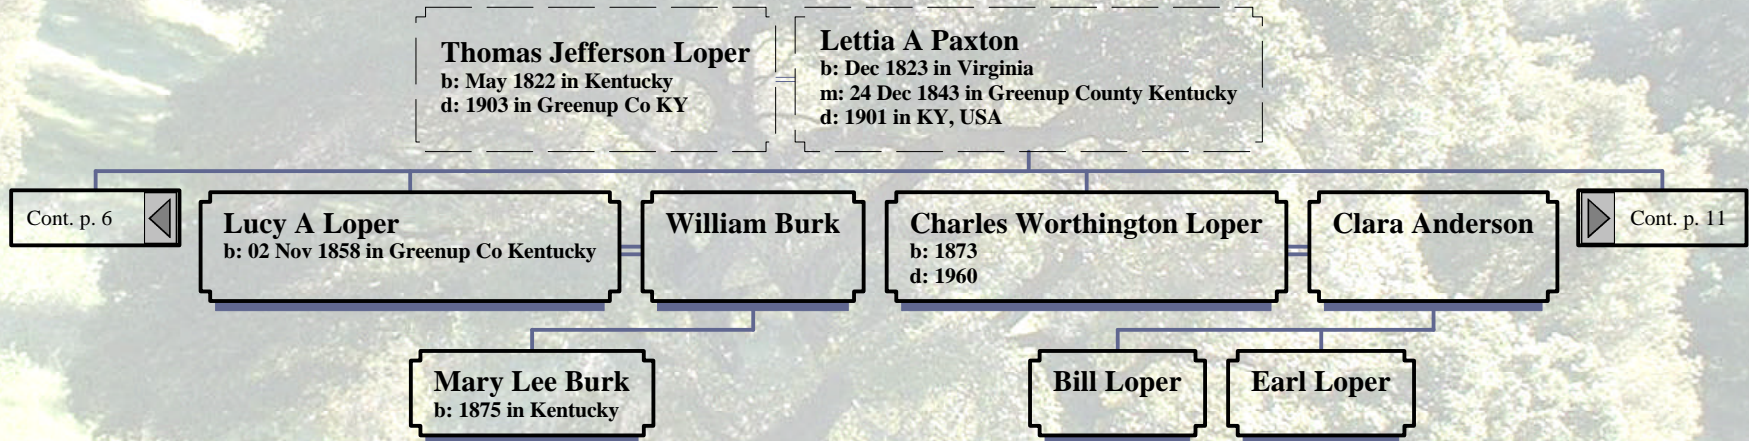 Thomas Jefferson Loper
b: May 1822 in Kentucky
d: 1903 in Greenup Co KY
Lettia A Paxton
b: Dec 1823 in Virginia
m: 24 Dec 1843 in Greenup County Kentucky
d: 1901 in KY, USA
Cont. p. 6
Lucy A Loper
b: 02 Nov 1858 in Greenup Co Kentucky
William Burk
Charles Worthington Loper
b: 1873
d: 1960
Clara Anderson
Cont. p. 11
Mary Lee Burk
b: 1875 in Kentucky
Bill Loper
Earl Loper